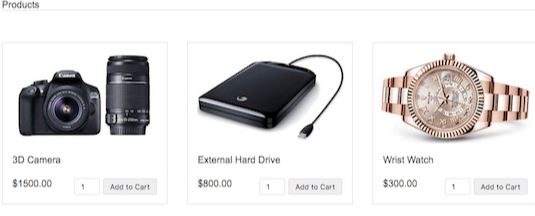 Products
Canon
3D Camera
$1500.00
1
Add to Cart
External Hard Drive
$800.00
1
Add to Cart
Wrist Watch
$300.00
1
Add to Cart